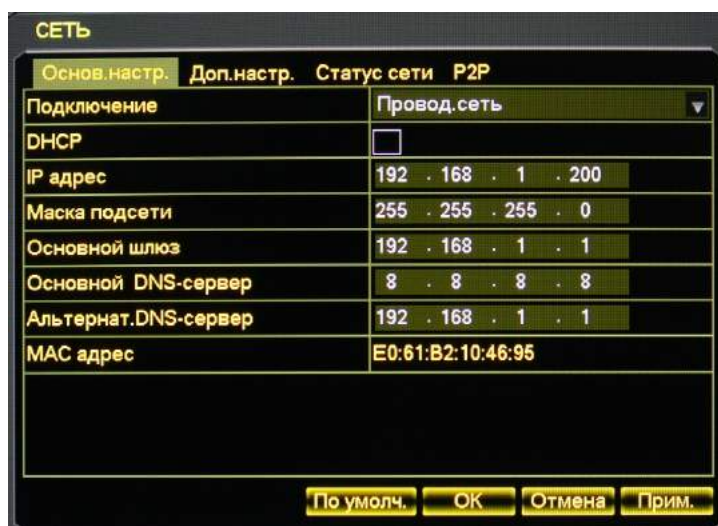 СЕТЬ
Основ.настр. Доп.настр. Статус сети P2P
Подключение Провод.сеть
DHCP
IP адрес 192 . 168 . 1 . 200
Маска подсети 255 . 255 . 255 . 0
Основной шлюз 192 . 168 . 1 . 1
Основной DNS-сервер 8 . 8 . 8 . 8
Альтернат.DNS-сервер 192 . 168 . 1 . 1
MAC адрес E0:61:B2:10:46:95
По умолч. OK Отмена Прим.